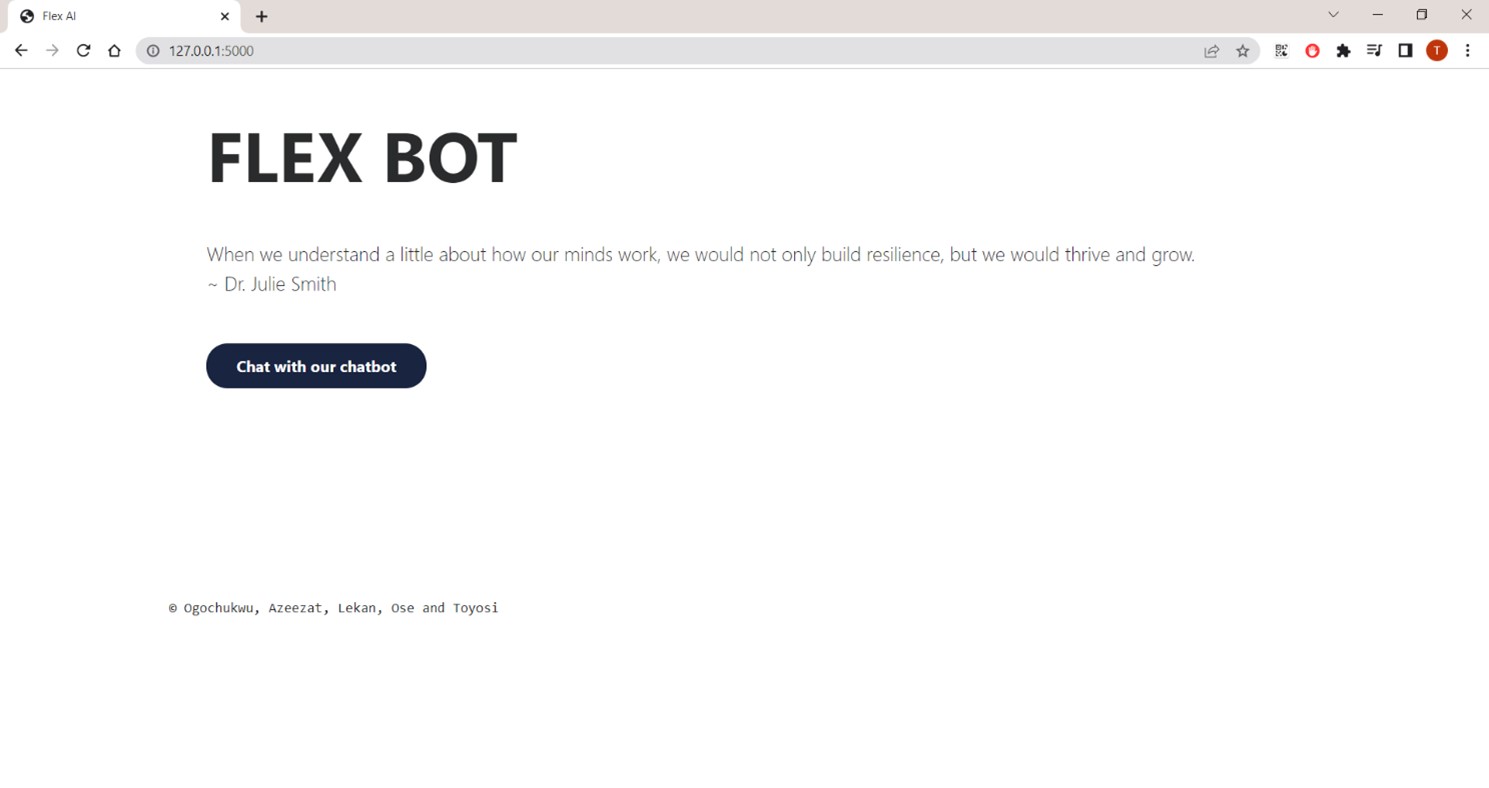 Flex AI
127.0.0.1:5000
T
FLEX BOT
When we understand a little about how our minds work, we would not only build resilience, but we would thrive and grow.
~ Dr. Julie Smith
Chat with our chatbot
© Ogochukwu, Azeezat, Lekan, Ose and Toyosi